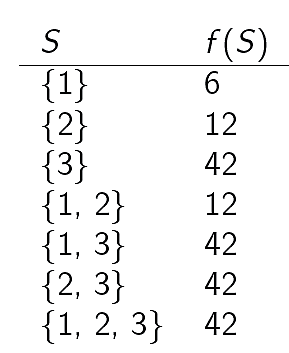 S f(S)
{1} 6
{2} 12
{3} 42
{1, 2} 12
{1, 3} 42
{2, 3} 42
{1, 2, 3} 42